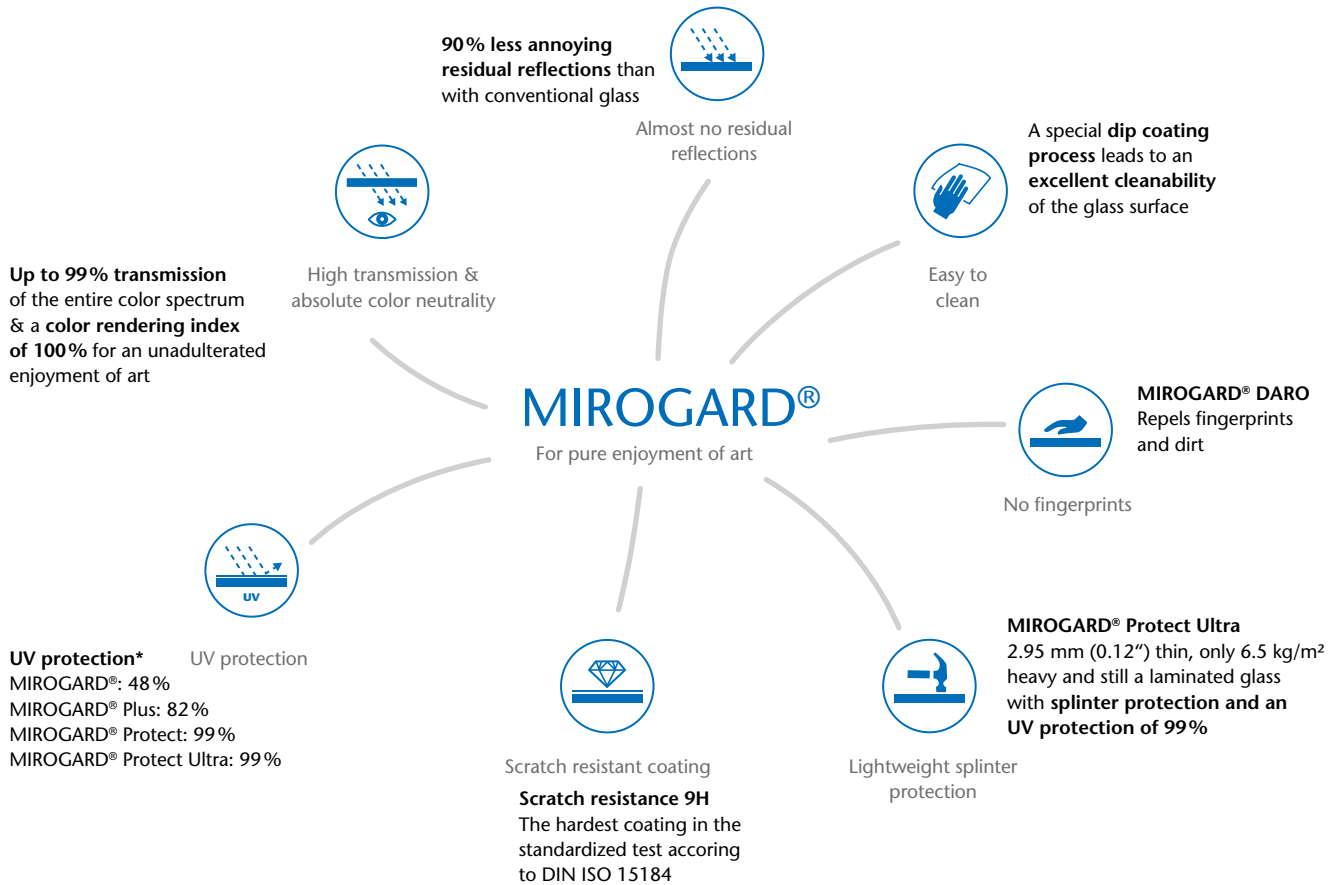 90% less annoying
residual reflections than
with conventional glass
Almost no residual
reflections
A special dip coating
process leads to an
excellent cleanability
of the glass surface
Easy to
clean
High transmission &
absolute color neutrality
Up to 99% transmission
of the entire color spectrum
& a color rendering index
of 100% for an unadulterated
enjoyment of art
MIROGARD®
For pure enjoyment of art
MIROGARD® DARO
Repels fingerprints
and dirt
No fingerprints
UV
UV protection
UV protection*
MIROGARD®: 48%
MIROGARD® Plus: 82%
MIROGARD® Protect: 99%
MIROGARD® Protect Ultra: 99%
Scratch resistant coating
Scratch resistance 9H
The hardest coating in the
standardized test accoring
to DIN ISO 15184
MIROGARD® Protect Ultra
2.95 mm (0.12“) thin, only 6.5 kg/m²
heavy and still a laminated glass
with splinter protection and an
UV protection of 99%
Lightweight splinter
protection